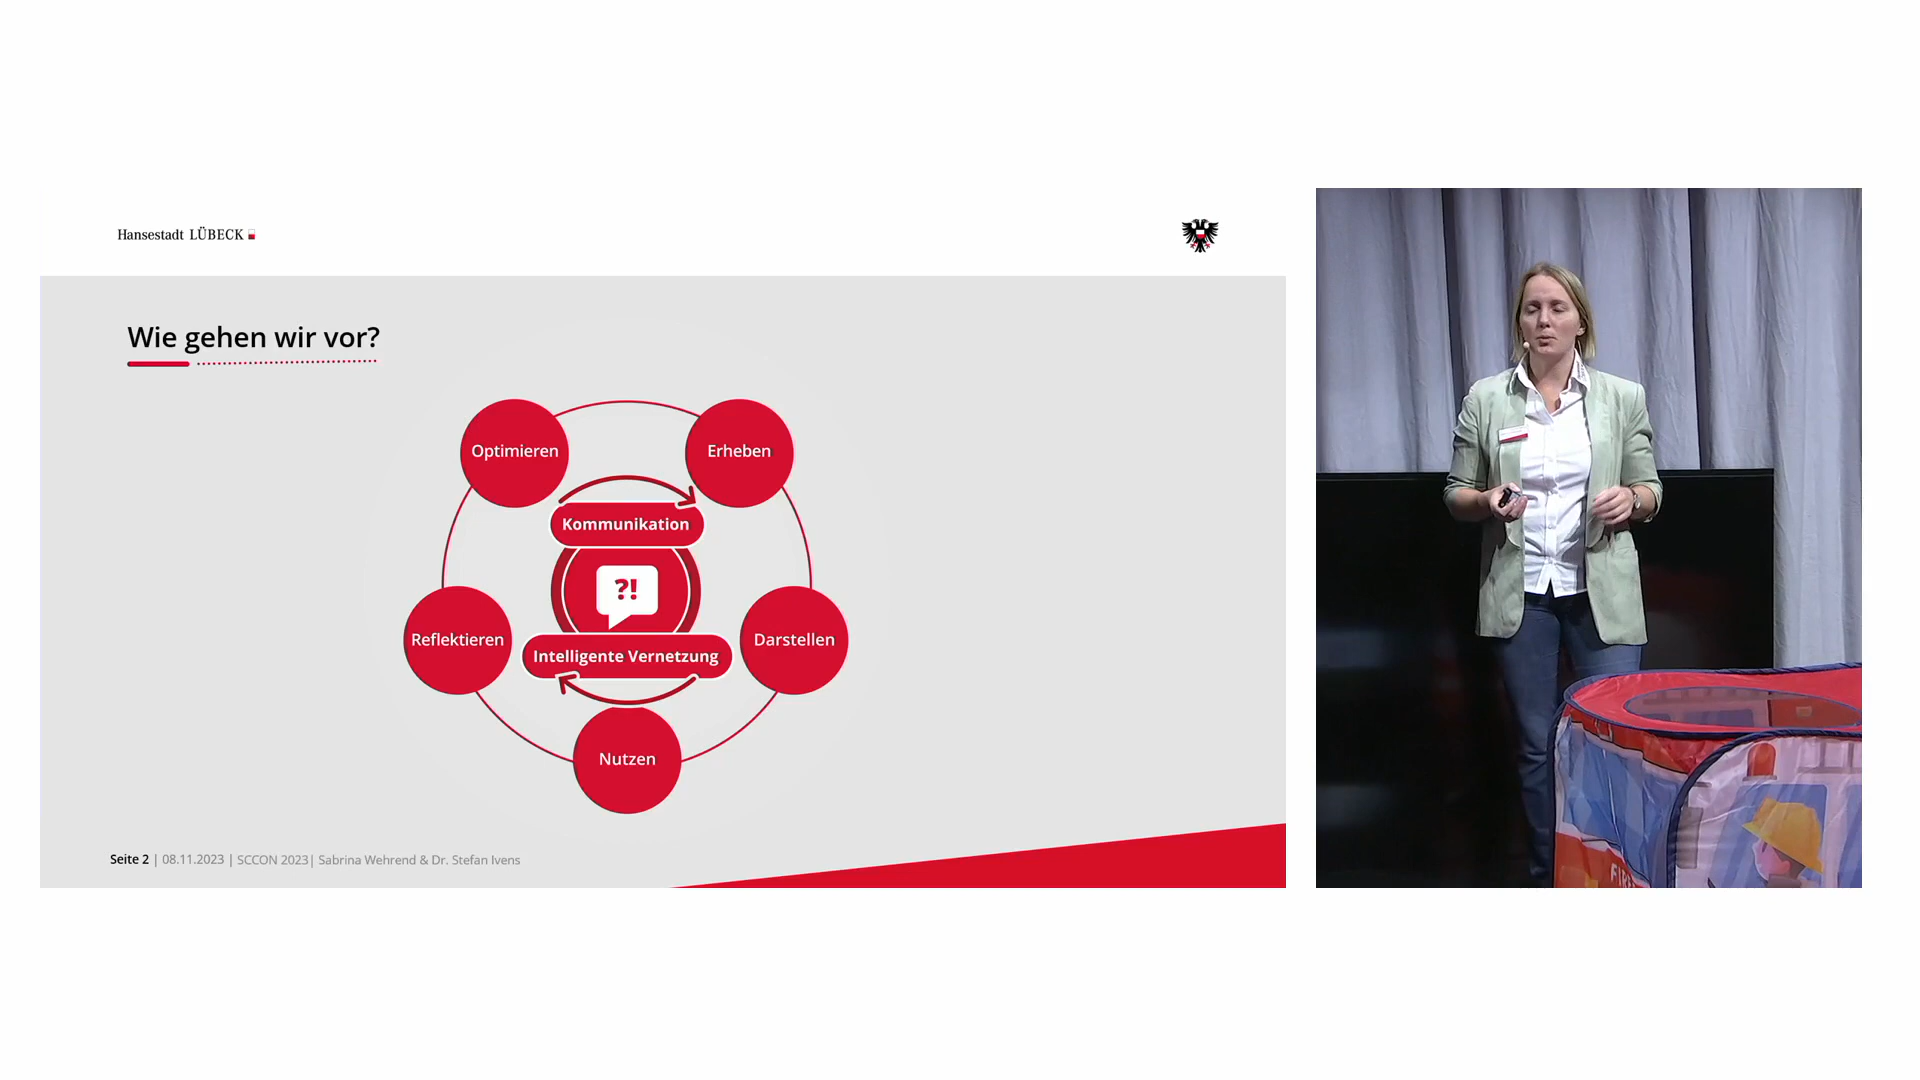 Hansestadt LÜBECK
Wie gehen wir vor?
Optimieren
Erheben
Kommunikation
?!
Reflektieren
Intelligente Vernetzung
Darstellen
Nutzen
Seite 2 | 08.11.2023 | SCCON 2023| Sabrina Wehrend & Dr. Stefan Ivens